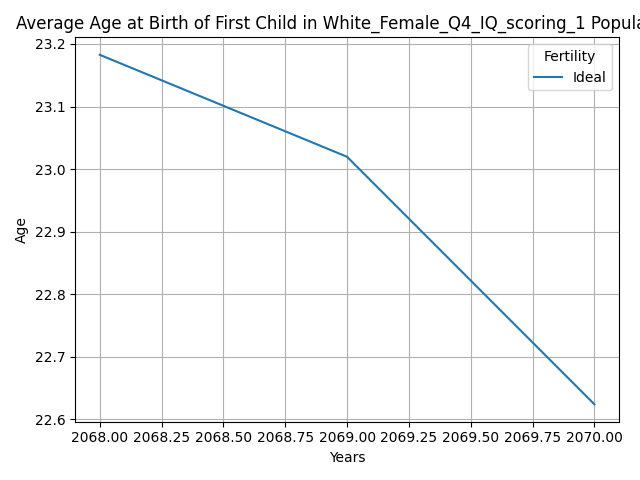 Average Age at Birth of First Child in White_Female_Q4_IQ_scoring_1 Popula
23.2
23.1
23.0
22.9
22.8
22.7
22.6
Age
Fertility
Ideal
2068.00 2068.25 2068.50 2068.75 2069.00 2069.25 2069.50 2069.75 2070.00
Years